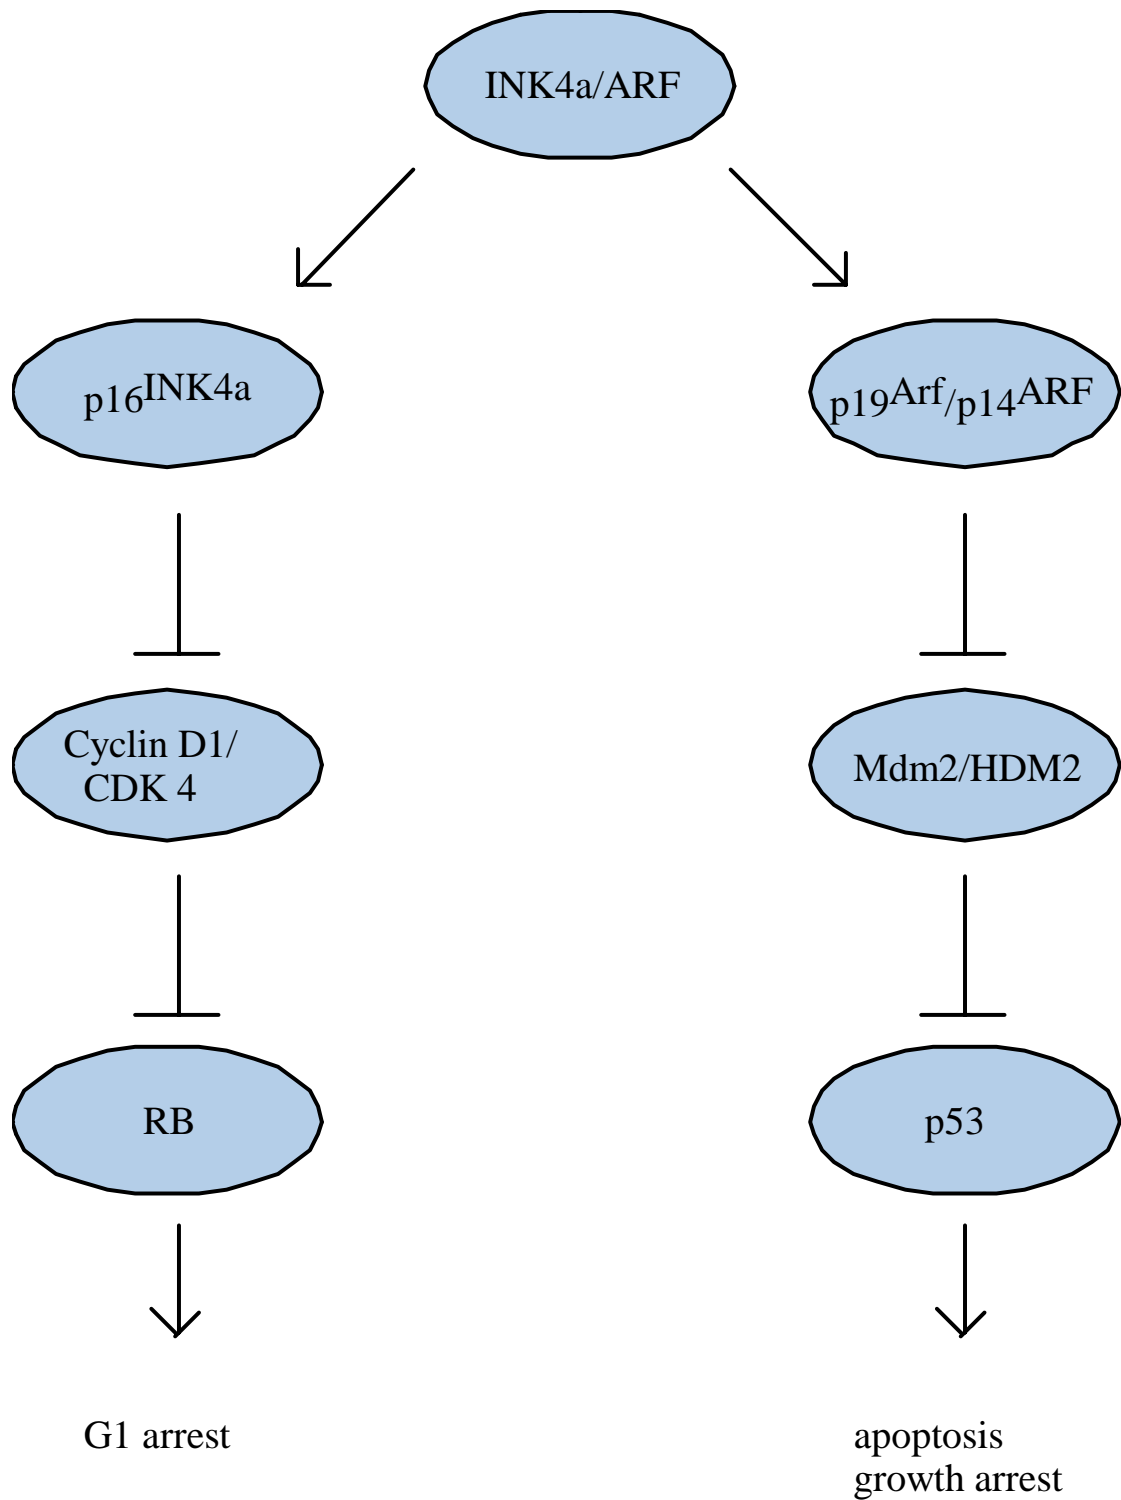 INK4a/ARF
p16INK4a
p19Arf/p14ARF
Cyclin D1/
CDK 4
Mdm2/HDM2
RB
p53
G1 arrest
apoptosis
growth arrest